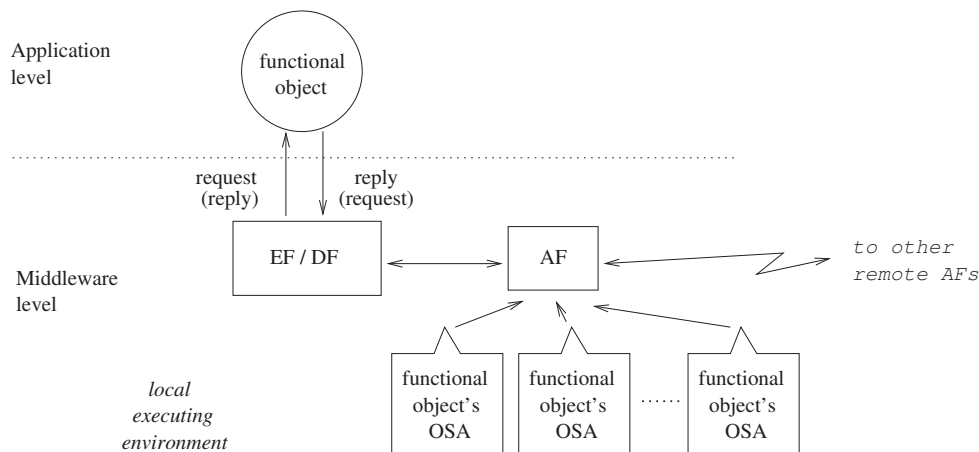 Application
level
functional
object
request
(reply)
reply
(request)
EF / DF
AF
to other
remote AFs
Middleware
level
functional
object's
OSA
functional
object's
OSA
functional
object's
OSA
local
executing
environment